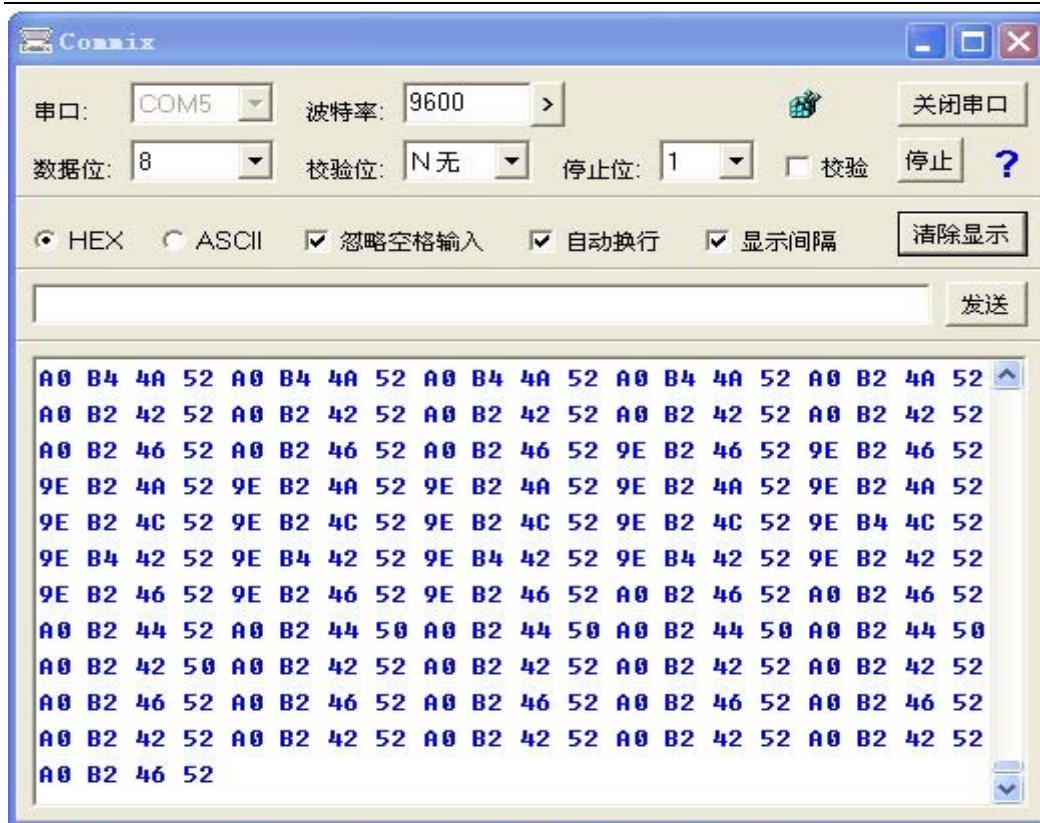 Commix
串口: COM5 波特率: 9600 > 关闭串口
数据位: 8 校验位: N 无 停止位: 1 校验 停止 ?
HEX ASCII 忽略空格输入 自动换行 显示间隔 清除显示
发送
A0 B4 4A 52 A0 B4 4A 52 A0 B4 4A 52 A0 B4 4A 52 A0 B2 4A 52
A0 B2 42 52 A0 B2 42 52 A0 B2 42 52 A0 B2 42 52 A0 B2 42 52
A0 B2 46 52 A0 B2 46 52 A0 B2 46 52 9E B2 46 52 9E B2 46 52
9E B2 4A 52 9E B2 4A 52 9E B2 4A 52 9E B2 4A 52 9E B2 4A 52
9E B2 4C 52 9E B2 4C 52 9E B2 4C 52 9E B2 4C 52 9E B4 4C 52
9E B4 42 52 9E B4 42 52 9E B4 42 52 9E B4 42 52 9E B2 42 52
9E B2 46 52 9E B2 46 52 9E B2 46 52 A0 B2 46 52 A0 B2 46 52
A0 B2 44 52 A0 B2 44 50 A0 B2 44 50 A0 B2 44 50 A0 B2 44 50
A0 B2 42 50 A0 B2 42 52 A0 B2 42 52 A0 B2 42 52 A0 B2 42 52
A0 B2 46 52 A0 B2 46 52 A0 B2 46 52 A0 B2 46 52 A0 B2 46 52
A0 B2 42 52 A0 B2 42 52 A0 B2 42 52 A0 B2 42 52 A0 B2 42 52
A0 B2 46 52